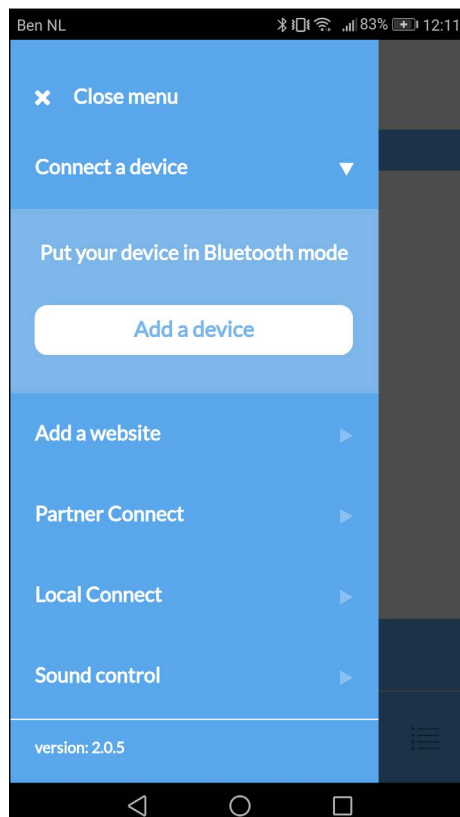 Ben NL 83% 12:11
Close menu
Connect a device
Put your device in Bluetooth mode
Add a device
Add a website
Partner Connect
Local Connect
Sound control
version: 2.0.5